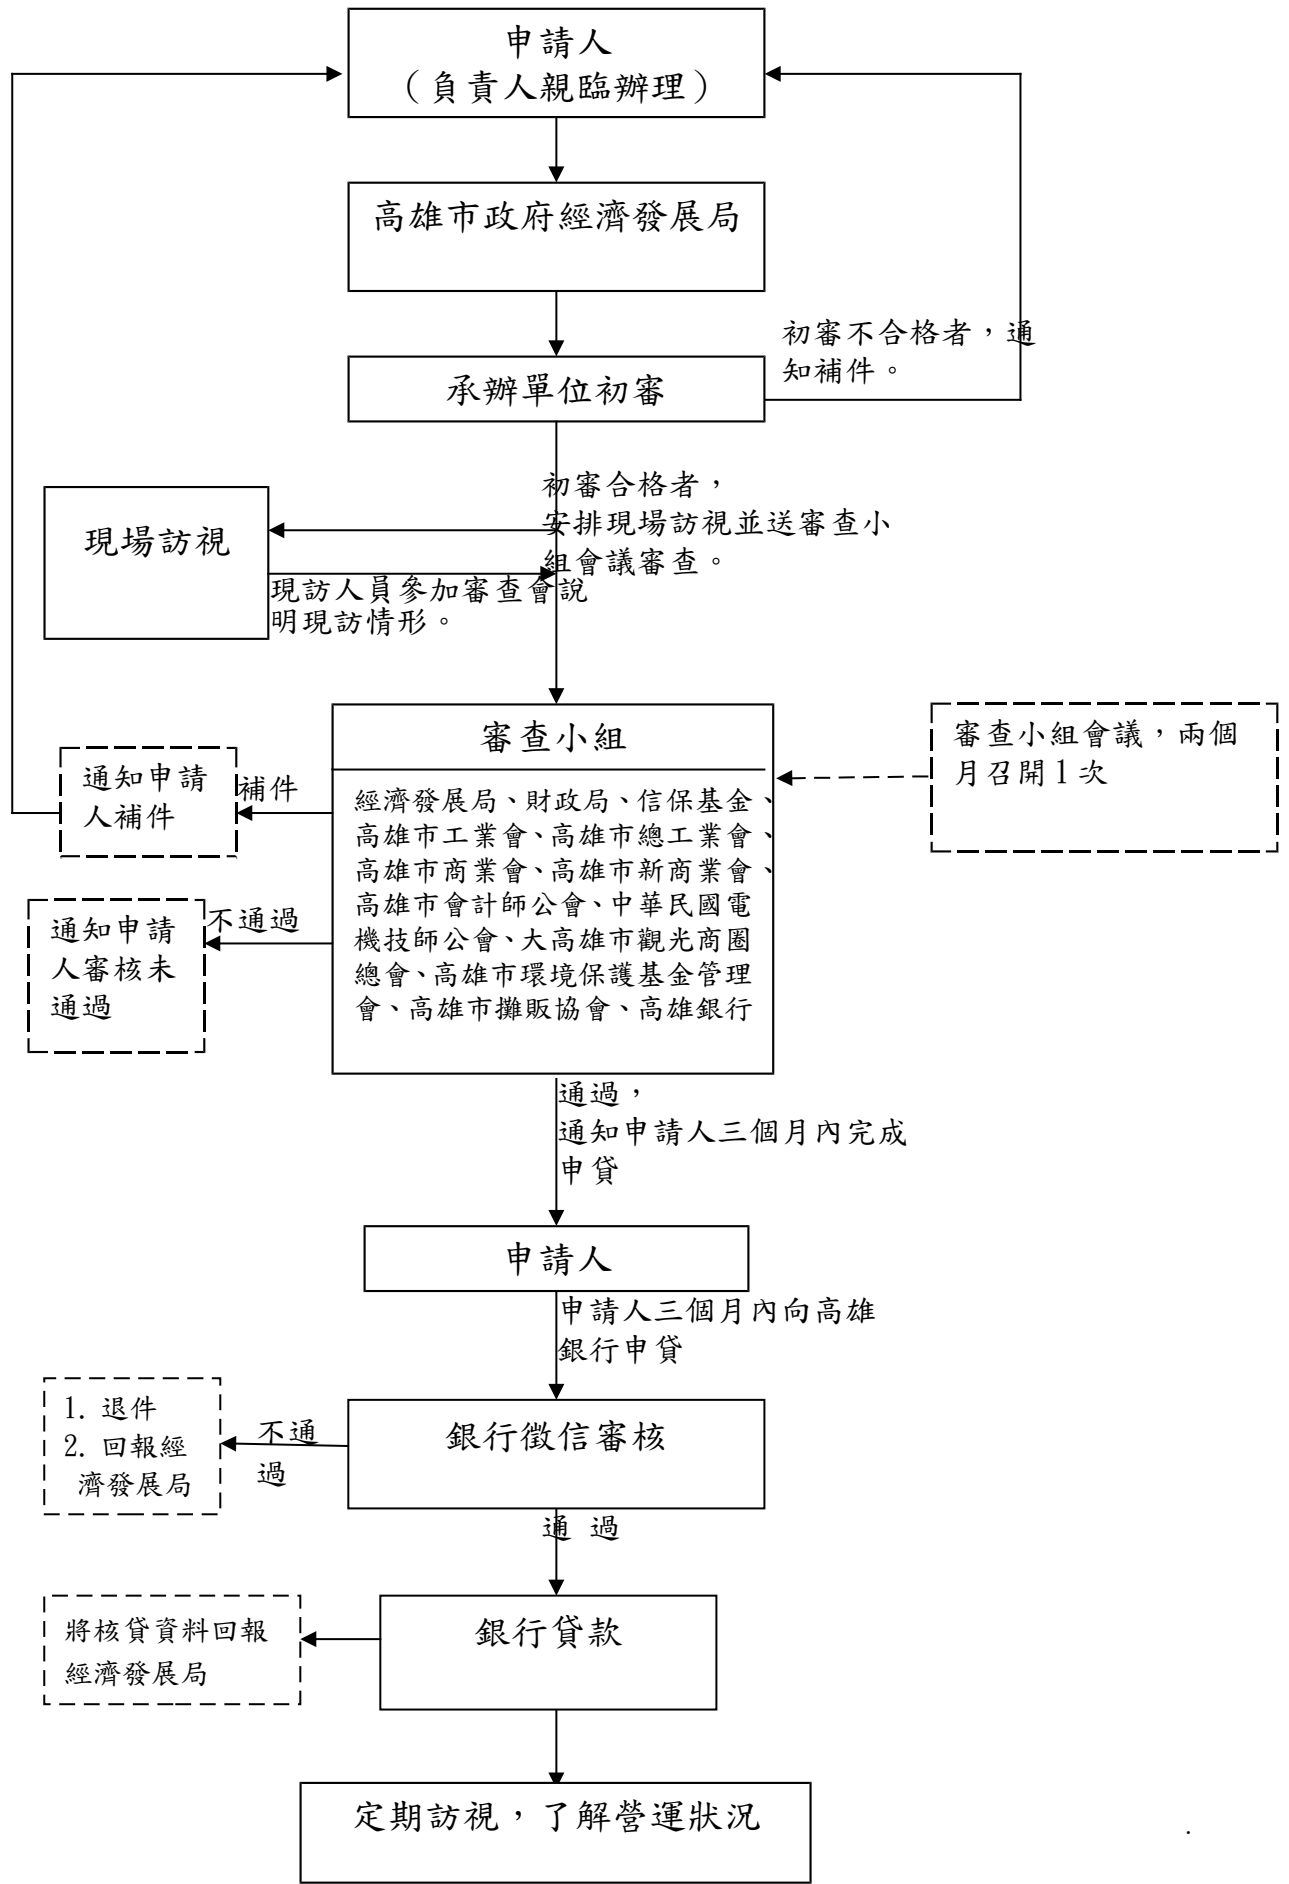 申請人
（負責人親臨辦理）
高雄市政府經濟發展局
初審不合格者，通
知補件。
承辦單位初審
初審合格者，
安排現場訪視並送審查小
組會議審查。
現場訪視
現訪人員參加審查會說
明現訪情形。
審查小組
審查小組會議，兩個
月召開1次
通知申請
人補件
補件
經濟發展局、財政局、信保基金、
高雄市工業會、高雄市總工業會、
高雄市商業會、高雄市新商業會、
高雄市會計師公會、中華民國電
機技師公會、大高雄市觀光商圈
總會、高雄市環境保護基金管理
會、高雄市攤販協會、高雄銀行
不通過
通知申請
人審核未
通過
通過，
通知申請人三個月內完成
申貸
申請人
申請人三個月內向高雄
銀行申貸
1. 退件
2. 回報經
濟發展局
不通
過
銀行徵信審核
通 過
將核貸資料回報
經濟發展局
銀行貸款
定期訪視，了解營運狀況